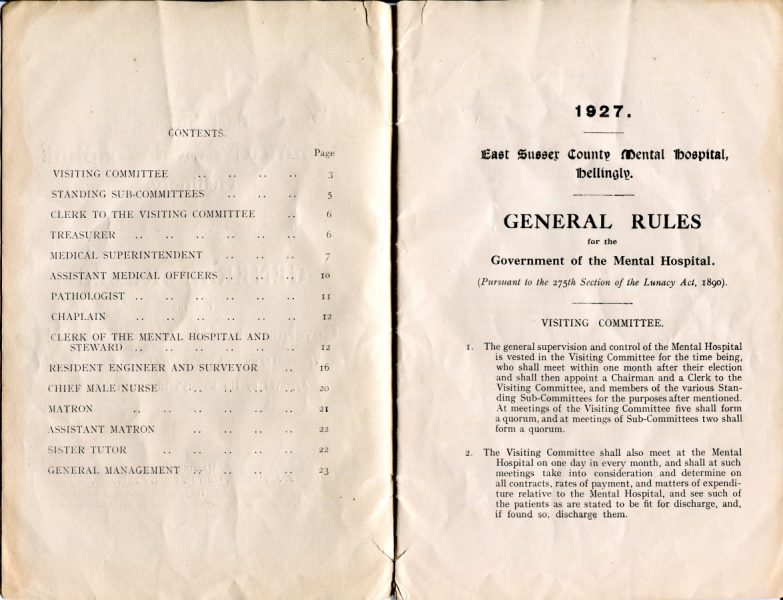 CONTENTS.
Page
VISITING COMMITTEE .. .. .. .. 3
STANDING SUB-COMMITTEES .. .. .. 5
CLERK TO THE VISITING COMMITTEE .. 6
TREASURER .. .. .. .. .. .. 6
MEDICAL SUPERINTENDENT .. .. .. 7
ASSISTANT MEDICAL OFFICERS .. .. .. 10
PATHOLOGIST .. .. .. .. .. .. 11
CHAPLAIN .. .. .. .. .. .. 12
CLERK OF THE MENTAL HOSPITAL AND
STEWARD .. .. .. .. .. .. 12
RESIDENT ENGINEER AND SURVEYOR .. 16
CHIEF MALE NURSE .. .. .. .. 20
MATRON .. .. .. .. .. .. 21
ASSISTANT MATRON .. .. .. .. 22
SISTER TUTOR .. .. .. .. .. 22
GENERAL MANAGEMENT .. .. .. .. 23
1927.
East Sussex County Mental Hospital,
Hellingly.
GENERAL RULES
for the
Government of the Mental Hospital.
(Pursuant to the 275th Section of the Lunacy Act, 1890).
VISITING COMMITTEE.
1. The general supervision and control of the Mental Hospital
is vested in the Visiting Committee for the time being,
who shall meet within one month after their election
and shall then appoint a Chairman and a Clerk to the
Visiting Committee, and members of the various Stan-
ding Sub-Committees for the purposes after mentioned.
At meetings of the Visiting Committee five shall form
a quorum, and at meetings of Sub-Committees two shall
form a quorum.
2. The Visiting Committee shall also meet at the Mental
Hospital on one day in every month, and shall at such
meetings take into consideration and determine on
all contracts, rates of payment, and matters of expendi-
ture relative to the Mental Hospital, and see such of
the patients as are stated to be fit for discharge, and,
if found so, discharge them.